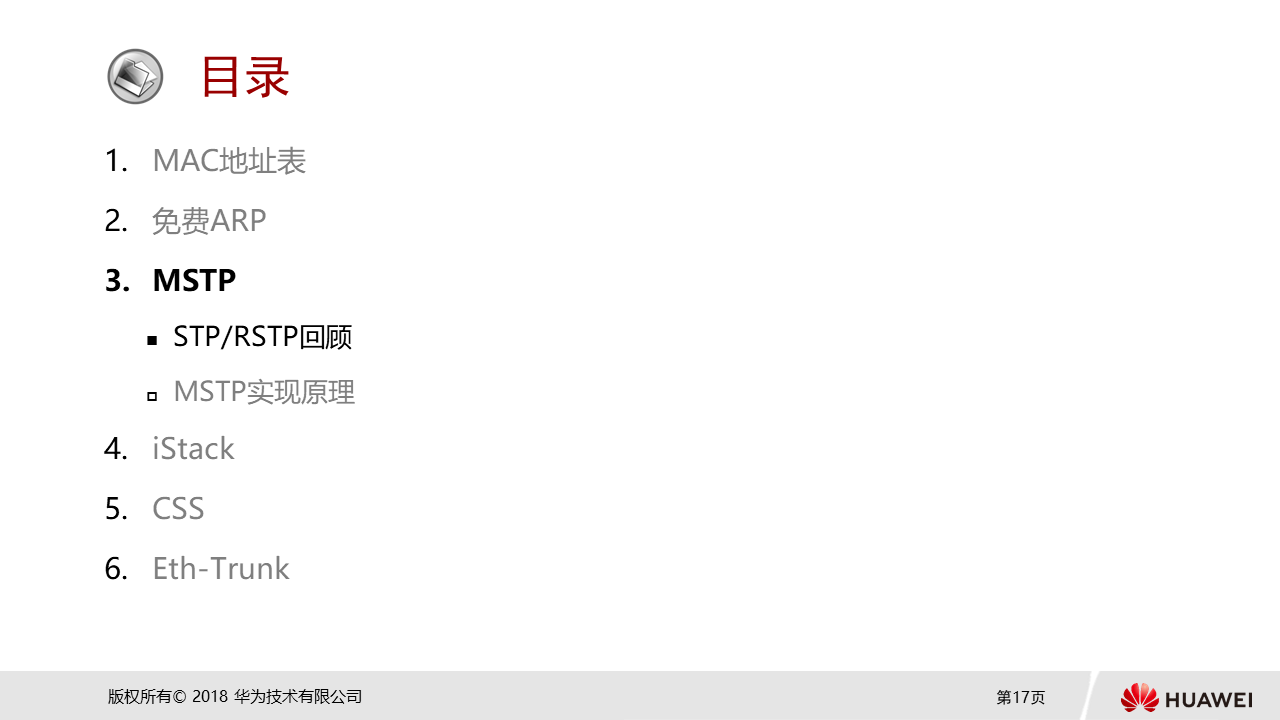 目录
1. MAC地址表
2. 免费ARP
3. MSTP
▪ STP/RSTP回顾
▫ MSTP实现原理
4. iStack
5. CSS
6. Eth-Trunk
版权所有© 2018 华为技术有限公司
第17页
HUAWEI